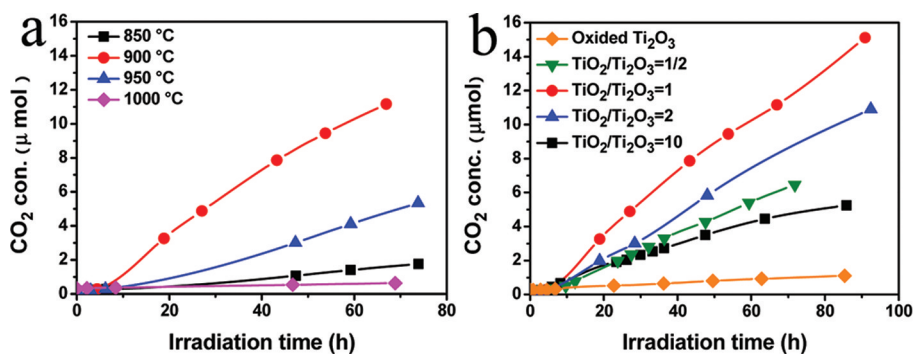 a
16
14
12
10
8
6
4
2
0
CO₂ con. (μ mol)
850 °C
900 °C
950 °C
1000 °C
0 20 40 60 80
Irradiation time (h)
b
16
14
12
10
8
6
4
2
0
CO₂ conc. (μmol)
Oxided Ti₂O₃
TiO₂/Ti₂O₃=1/2
TiO₂/Ti₂O₃=1
TiO₂/Ti₂O₃=2
TiO₂/Ti₂O₃=10
0 20 40 60 80 100
Irradiation time (h)